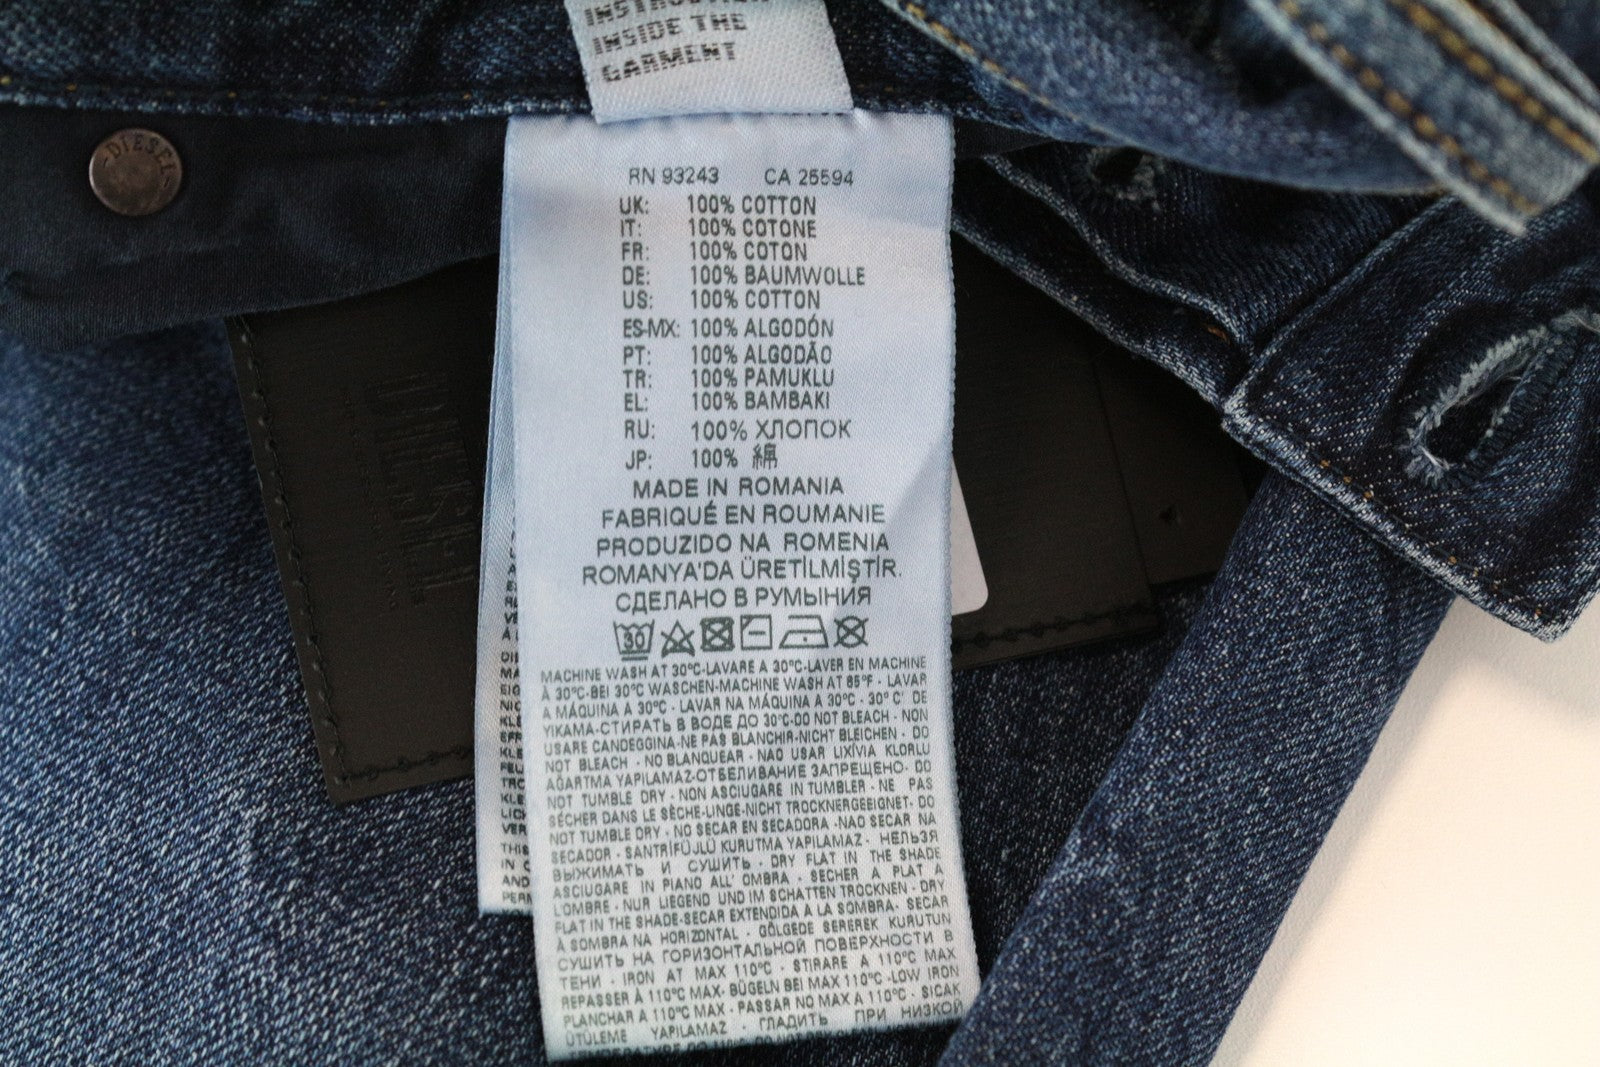 INSIDE THE
GARMENT
DIESEL
RN 93243 CA 25594
UK: 100% COTTON
IT: 100% COTONE
FR: 100% COTON
DE: 100% BAUMWOLLE
US: 100% COTTON
ES-MX: 100% ALGODÓN
PT: 100% ALGODÃO
TR: 100% PAMUKLU
EL: 100% BAMBAKI
RU: 100% ХЛОПОК
JP: 100% 綿
MADE IN ROMANIA
FABRIQUÉ EN ROUMANIE
PRODUZIDO NA ROMENIA
ROMANYA'DA ÜRETİLMİŞTİR.
СДЕЛАНО В РУМЫНИЯ
30
MACHINE WASH AT 30°C-LAVARE A 30°C-LAVER EN MACHINE
À 30°C-BEI 30°C WASCHEN-MACHINE WASH AT 85°F - LAVAR
A MÁQUINA A 30°C - LAVAR NA MÁQUINA A 30°C - 30°C' DE
YIKAMA-СТИРАТЬ В ВОДЕ ДО 30°C-DO NOT BLEACH - NON
USARE CANDEGGINA-NE PAS BLANCHIR-NICHT BLEICHEN - DO
NOT BLEACH - NO BLANQUEAR - NAO USAR LIXÍVIA KLORLU
AĞARTMA YAPILAMAZ-ОТБЕЛИВАНИЕ ЗАПРЕЩЕНО- DO
NOT TUMBLE DRY - NON ASCIUGARE IN TUMBLER - NE PAS
SÉCHER DANS LE SÈCHE-LINGE-NICHT TROCKNERGEEIGNET- DO
NOT TUMBLE DRY - NO SECAR EN SECADORA -NAO SECAR NA
SECADOR - SANTRİFÜJLÜ KURUTMA YAPILAMAZ - НЕЛЬЗЯ
ВЫЖИМАТЬ И СУШИТЬ - DRY FLAT IN THE SHADE
ASCIUGARE IN PIANO ALL' OMBRA - SECHER A PLAT A
L'OMBRE - NUR LIEGEND UND IM SCHATTEN TROCKNEN - DRY
FLAT IN THE SHADE-SECAR EXTENDIDA À LA SOMBRA- SECAR
À SOMBRA NA HORIZONTAL - GÖLGEDE SEREREK KURUTUN
СУШИТЬ НА ГОРИЗОНТАЛЬНОЙ ПОВЕРХНОСТИ В
ТЕНИ - IRON AT MAX 110°C - STIRARE A 110°C MAX
REPASSER À 110°C MAX- BÜGELN BEI MAX 110°C -LOW IRON
PLANCHAR A 110°C MAX - PASSAR NO MAX A 110°C - SICAK
ÜTÜLEME YAPILAMAZ - ГЛАДИТЬ ПРИ НИЗКОЙ